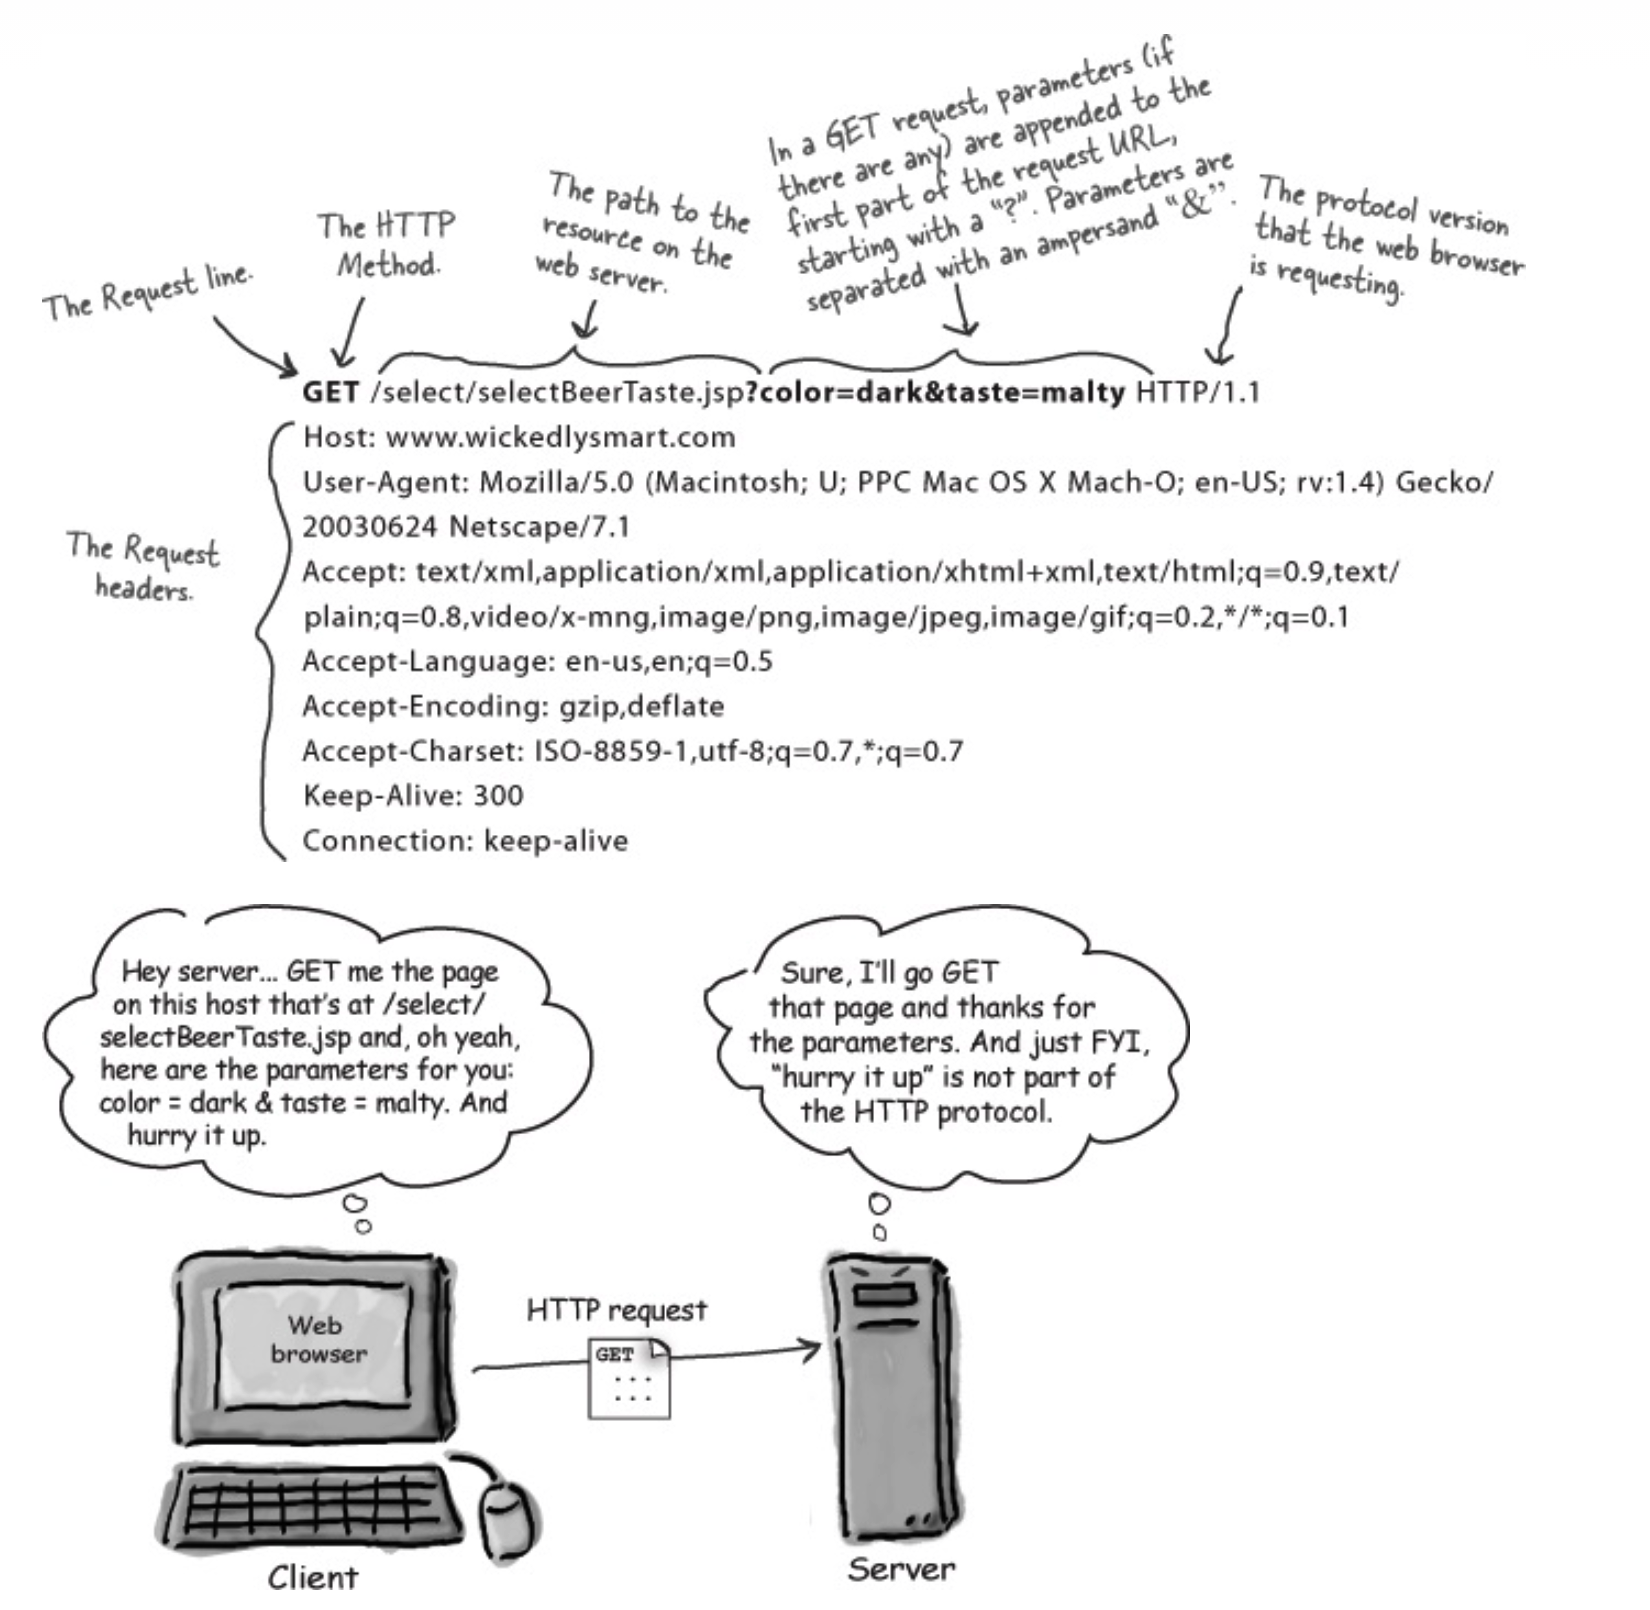 The Request line.
The HTTP
Method.
The path to the
resource on the
web server.
In a GET request, parameters (if
there are any) are appended to the
first part of the request URL,
starting with a "?". Parameters are
separated with an ampersand "&".
The protocol version
that the web browser
is requesting.
GET /select/selectBeerTaste.jsp?color=dark&taste=malty HTTP/1.1
Host: www.wickedlysmart.com
User-Agent: Mozilla/5.0 (Macintosh; U; PPC Mac OS X Mach-O; en-US; rv:1.4) Gecko/
20030624 Netscape/7.1
Accept: text/xml,application/xml,application/xhtml+xml,text/html;q=0.9,text/
plain;q=0.8,video/x-mng,image/png,image/jpeg,image/gif;q=0.2,*/*;q=0.1
Accept-Language: en-us,en;q=0.5
Accept-Encoding: gzip,deflate
Accept-Charset: ISO-8859-1,utf-8;q=0.7,*;q=0.7
Keep-Alive: 300
Connection: keep-alive
The Request
headers.
Hey server... GET me the page
on this host that's at /select/
selectBeerTaste.jsp and, oh yeah,
here are the parameters for you:
color = dark & taste = malty. And
hurry it up.
Sure, I'll go GET
that page and thanks for
the parameters. And just FYI,
"hurry it up" is not part of
the HTTP protocol.
Web
browser
HTTP request
GET
Client
Server